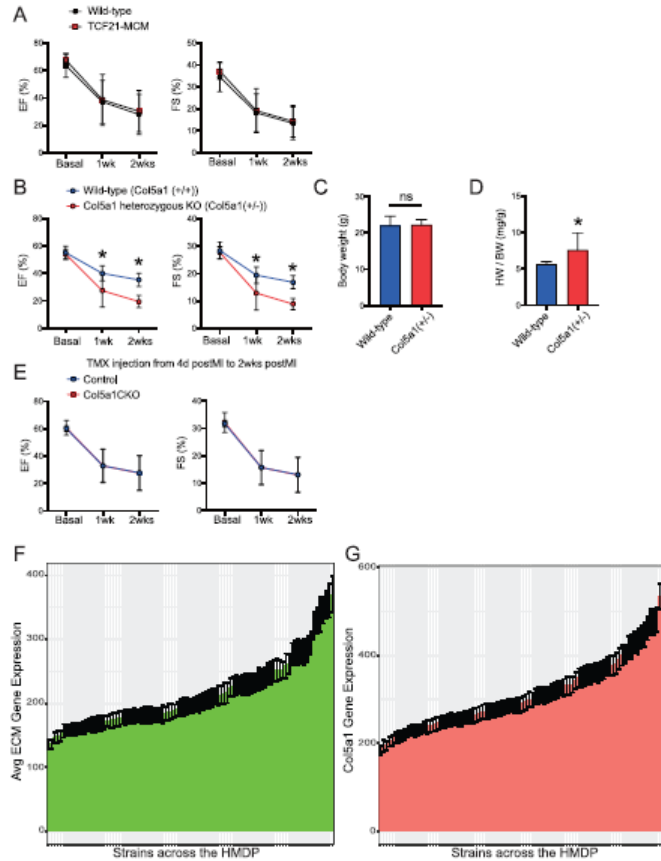 A
Wild-type
TCF21-MCM
EF (%)
80
60
40
20
0
Basal 1wk 2wks
FS (%)
50
40
30
20
10
0
Basal 1wk 2wks
B
Wild-type (Col5a1 (+/+))
Col5a1 heterozygous KO (Col5a1(+/-))
EF (%)
80
60
40
20
0
* *
Basal 1wk 2wks
FS (%)
40
30
20
10
0
* *
Basal 1wk 2wks
C
Body weight (g)
30
20
10
0
ns
Wild-type
Col5a1(+/-)
D
HW / BW (mg/g)
15
10
5
0
*
Wild-type
Col5a1(+/-)
TMX injection from 4d postMI to 2wks postMI
E
Control
Col5a1CKO
EF (%)
80
60
40
20
0
Basal 1wk 2wks
FS (%)
40
30
20
10
0
Basal 1wk 2wks
F
Avg ECM Gene Expression
400
300
200
100
0
Strains across the HMDP
G
Col5a1 Gene Expression
600
400
200
0
Strains across the HMDP